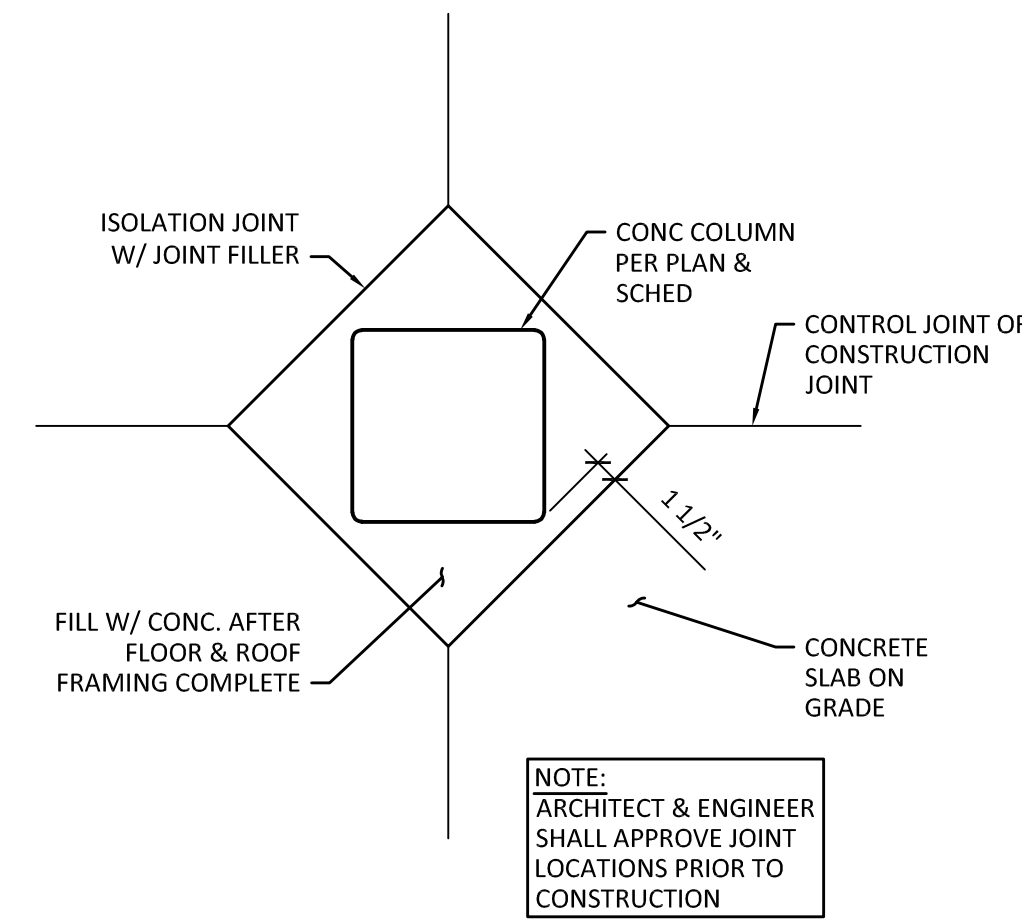 ISOLATION JOINT
W/ JOINT FILLER
CONC COLUMN
PER PLAN &
SCHED
CONTROL JOINT OR
CONSTRUCTION
JOINT
1 1/2"
FILL W/ CONC. AFTER
FLOOR & ROOF
FRAMING COMPLETE
CONCRETE
SLAB ON
GRADE
NOTE:
ARCHITECT & ENGINEER
SHALL APPROVE JOINT
LOCATIONS PRIOR TO
CONSTRUCTION